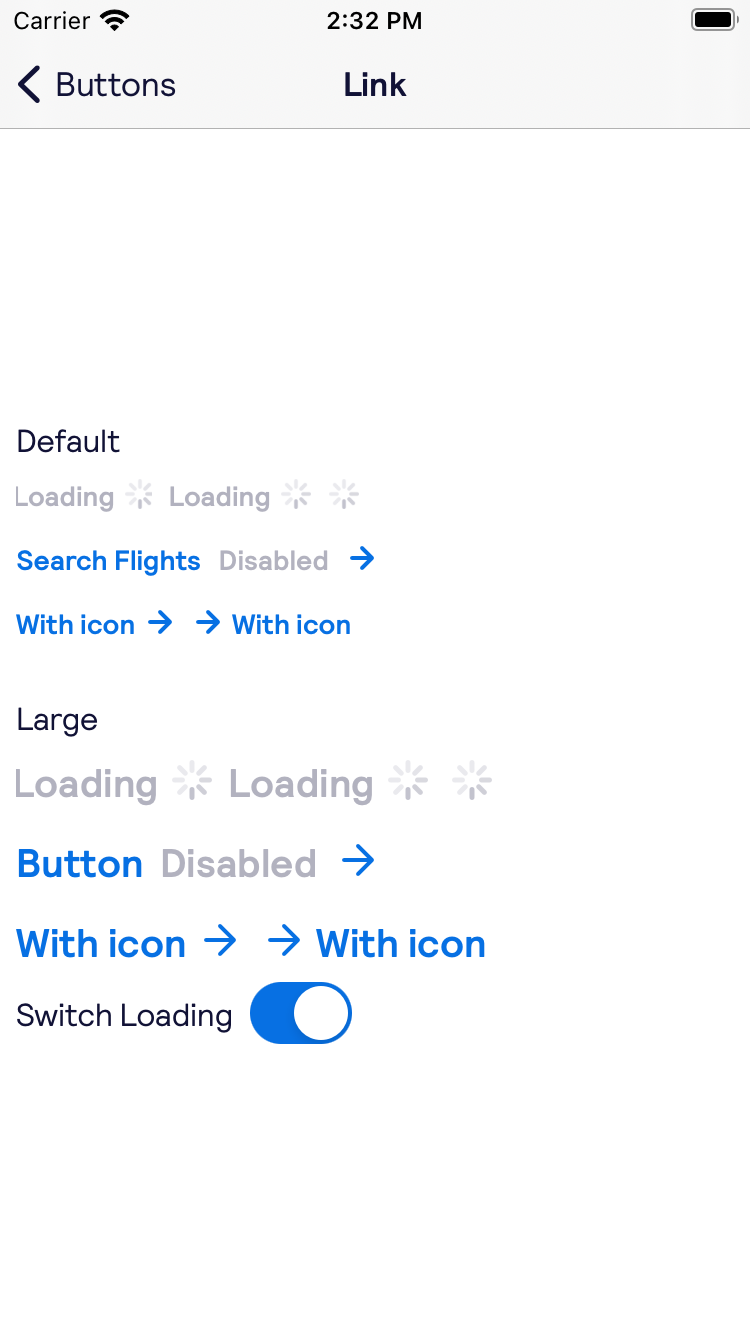 Carrier 2:32 PM
Buttons Link
Default
Loading Loading
Search Flights Disabled
With icon With icon
Large
Loading Loading
Button Disabled
With icon With icon
Switch Loading